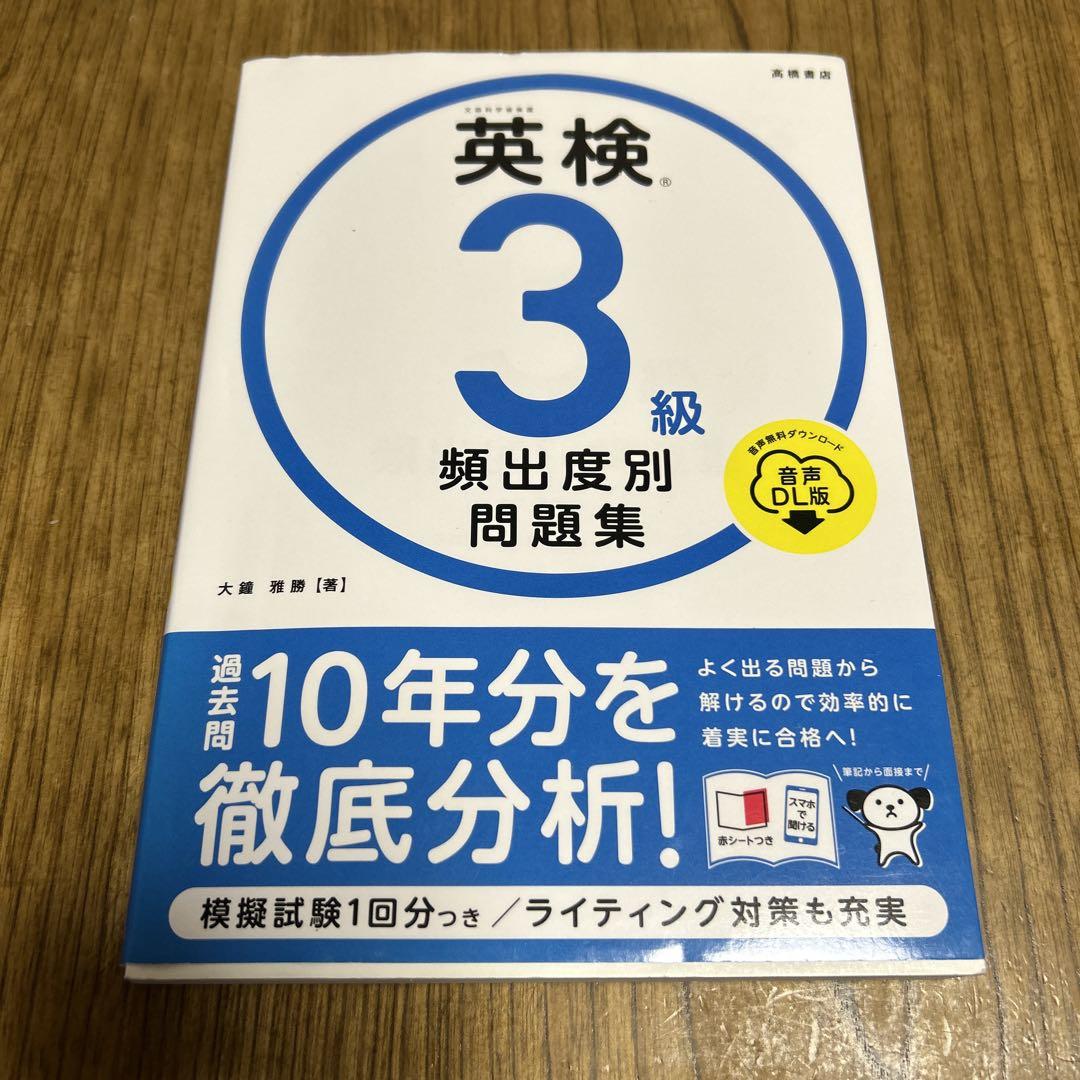 高橋書店
文部科学省後援
英検®
3級
頻出度別
問題集
音声無料ダウンロード
音声
DL版
大鐘 雅勝【著】
過去問
10年分を
徹底分析!
よく出る問題から
解けるので効率的に
着実に合格へ!
赤シートつき
スマホ
で
聞ける
筆記から面接まで
模擬試験1回分つき/ライティング対策も充実